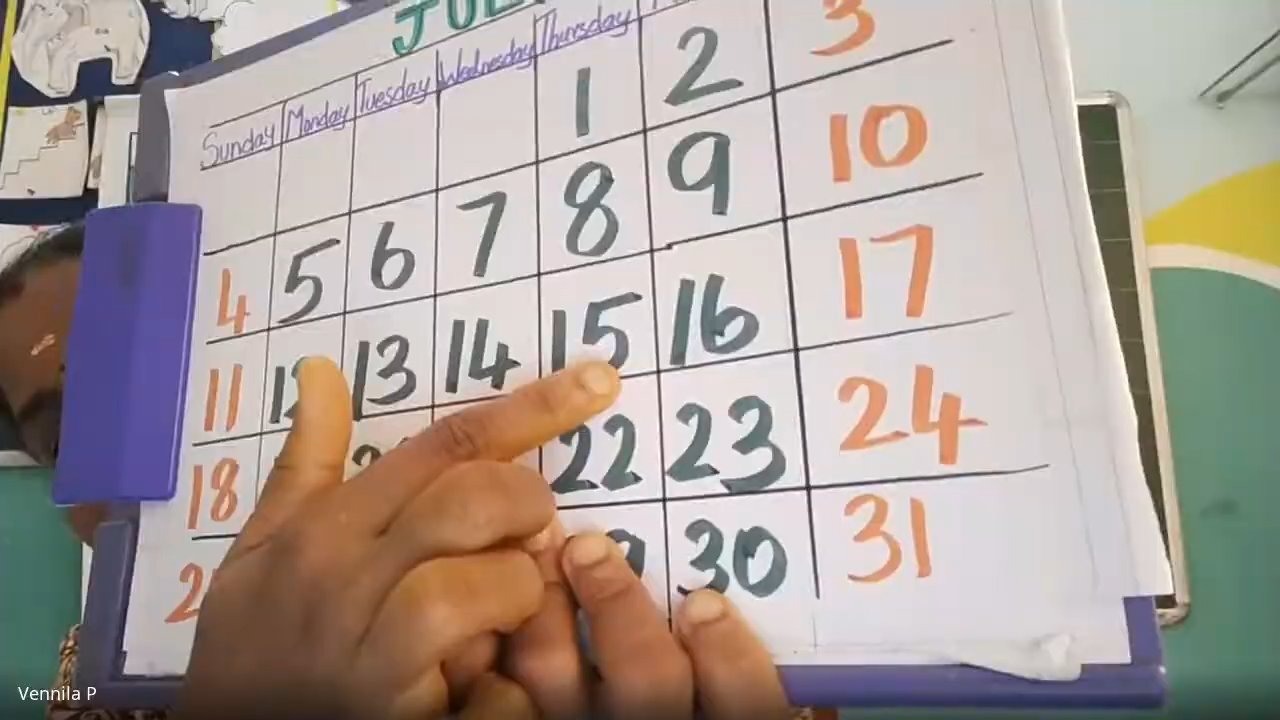 Sunday Monday Tuesday Wednesday Thursday
1 2 3
4 5 6 7 8 9 10
11 13 14 15 16 17
18 22 23 24
30 31
Vennila P